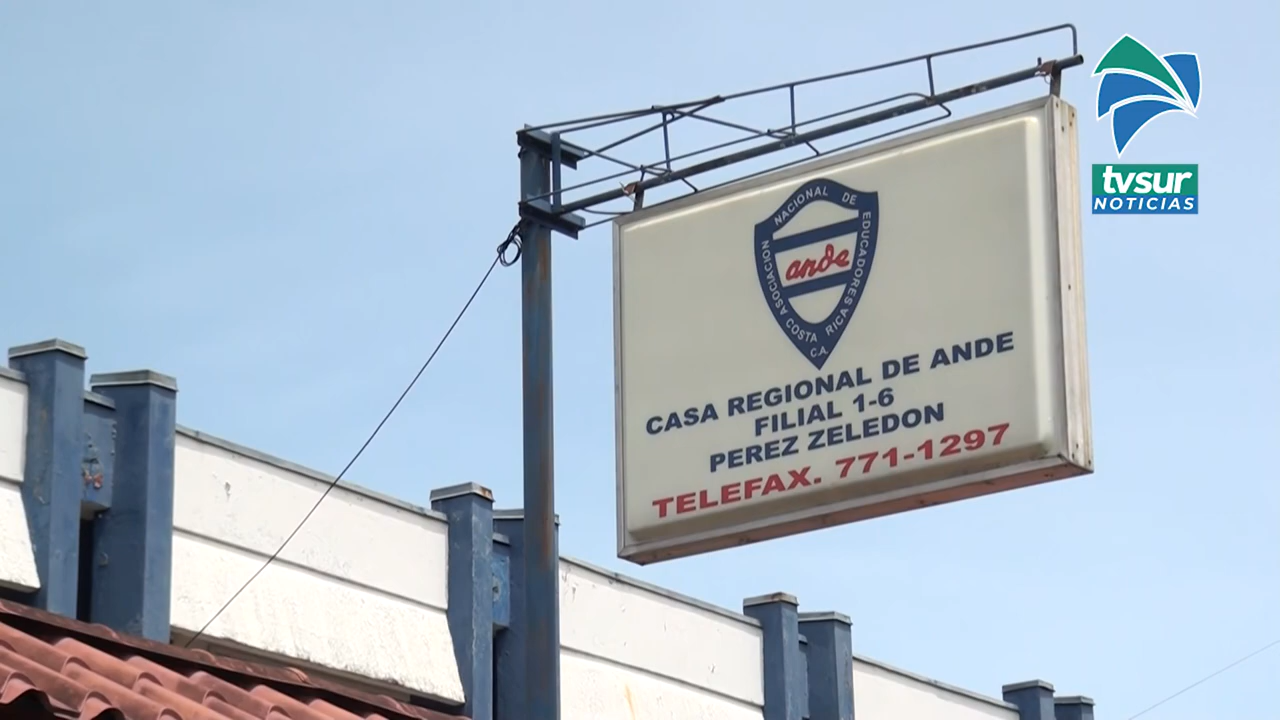 tvsur
NOTICIAS
ASOCIACION NACIONAL DE EDUCADORES
COSTA RICA
C.A.
ande
CASA REGIONAL DE ANDE
FILIAL 1-6
PEREZ ZELEDON
TELEFAX. 771-1297